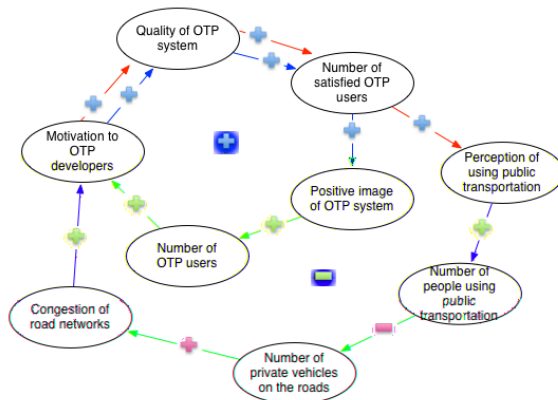 Quality of OTP
system
Number of
satisfied OTP
users
Motivation to
OTP
developers
Perception of
using public
transportation
Positive image
of OTP system
Number of
OTP users
Number of
people using
public
transportation
Congestion of
road networks
Number of
private vehicles
on the roads